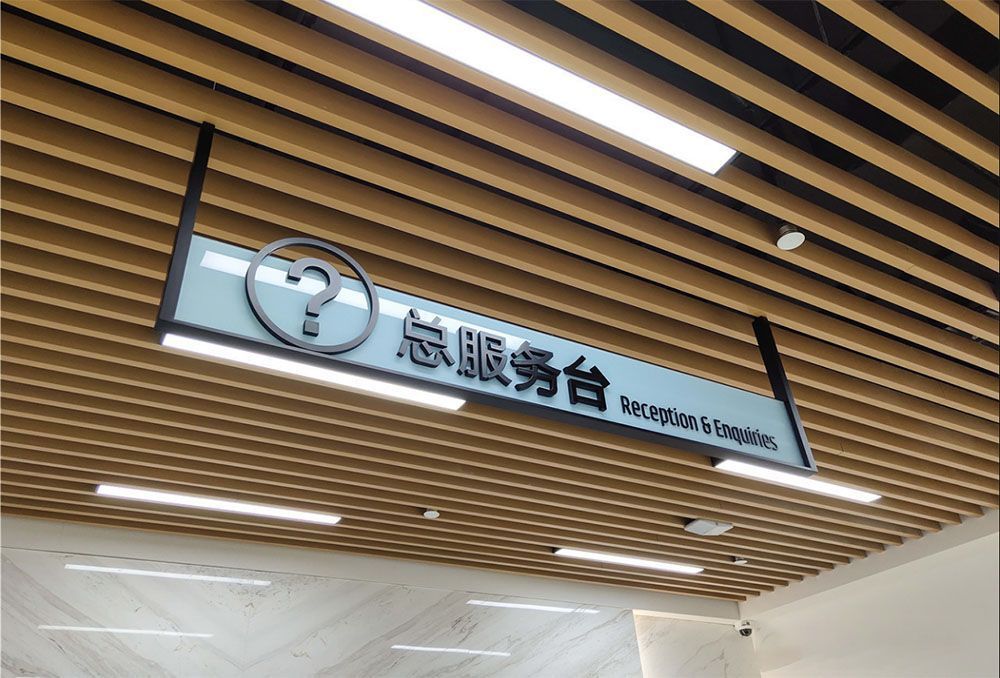 ?
总服务台 Reception & Enquiries